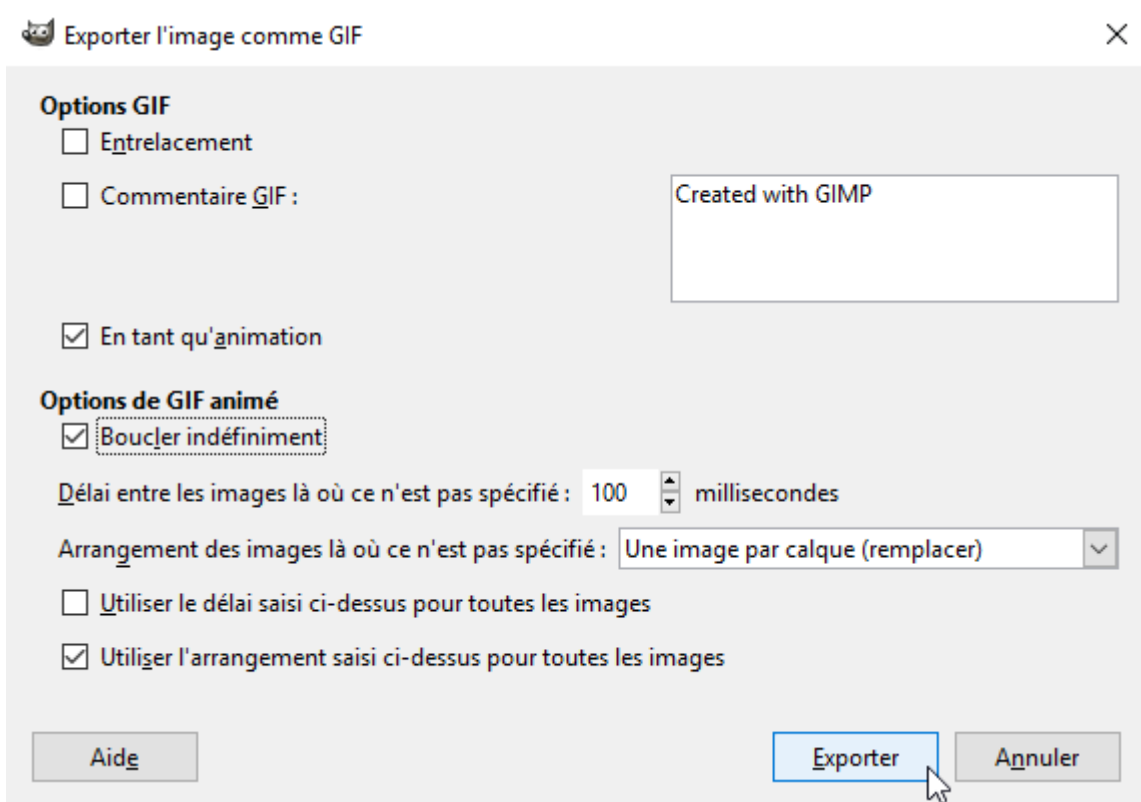 Exporter l'image comme GIF
Options GIF
Entrelacement
Commentaire GIF :
Created with GIMP
En tant qu'animation
Options de GIF animé
Boucler indéfiniment
Délai entre les images là où ce n'est pas spécifié : 100 millisecondes
Arrangement des images là où ce n'est pas spécifié : Une image par calque (remplacer)
Utiliser le délai saisi ci-dessus pour toutes les images
Utiliser l'arrangement saisi ci-dessus pour toutes les images
Aide Exporter Annuler